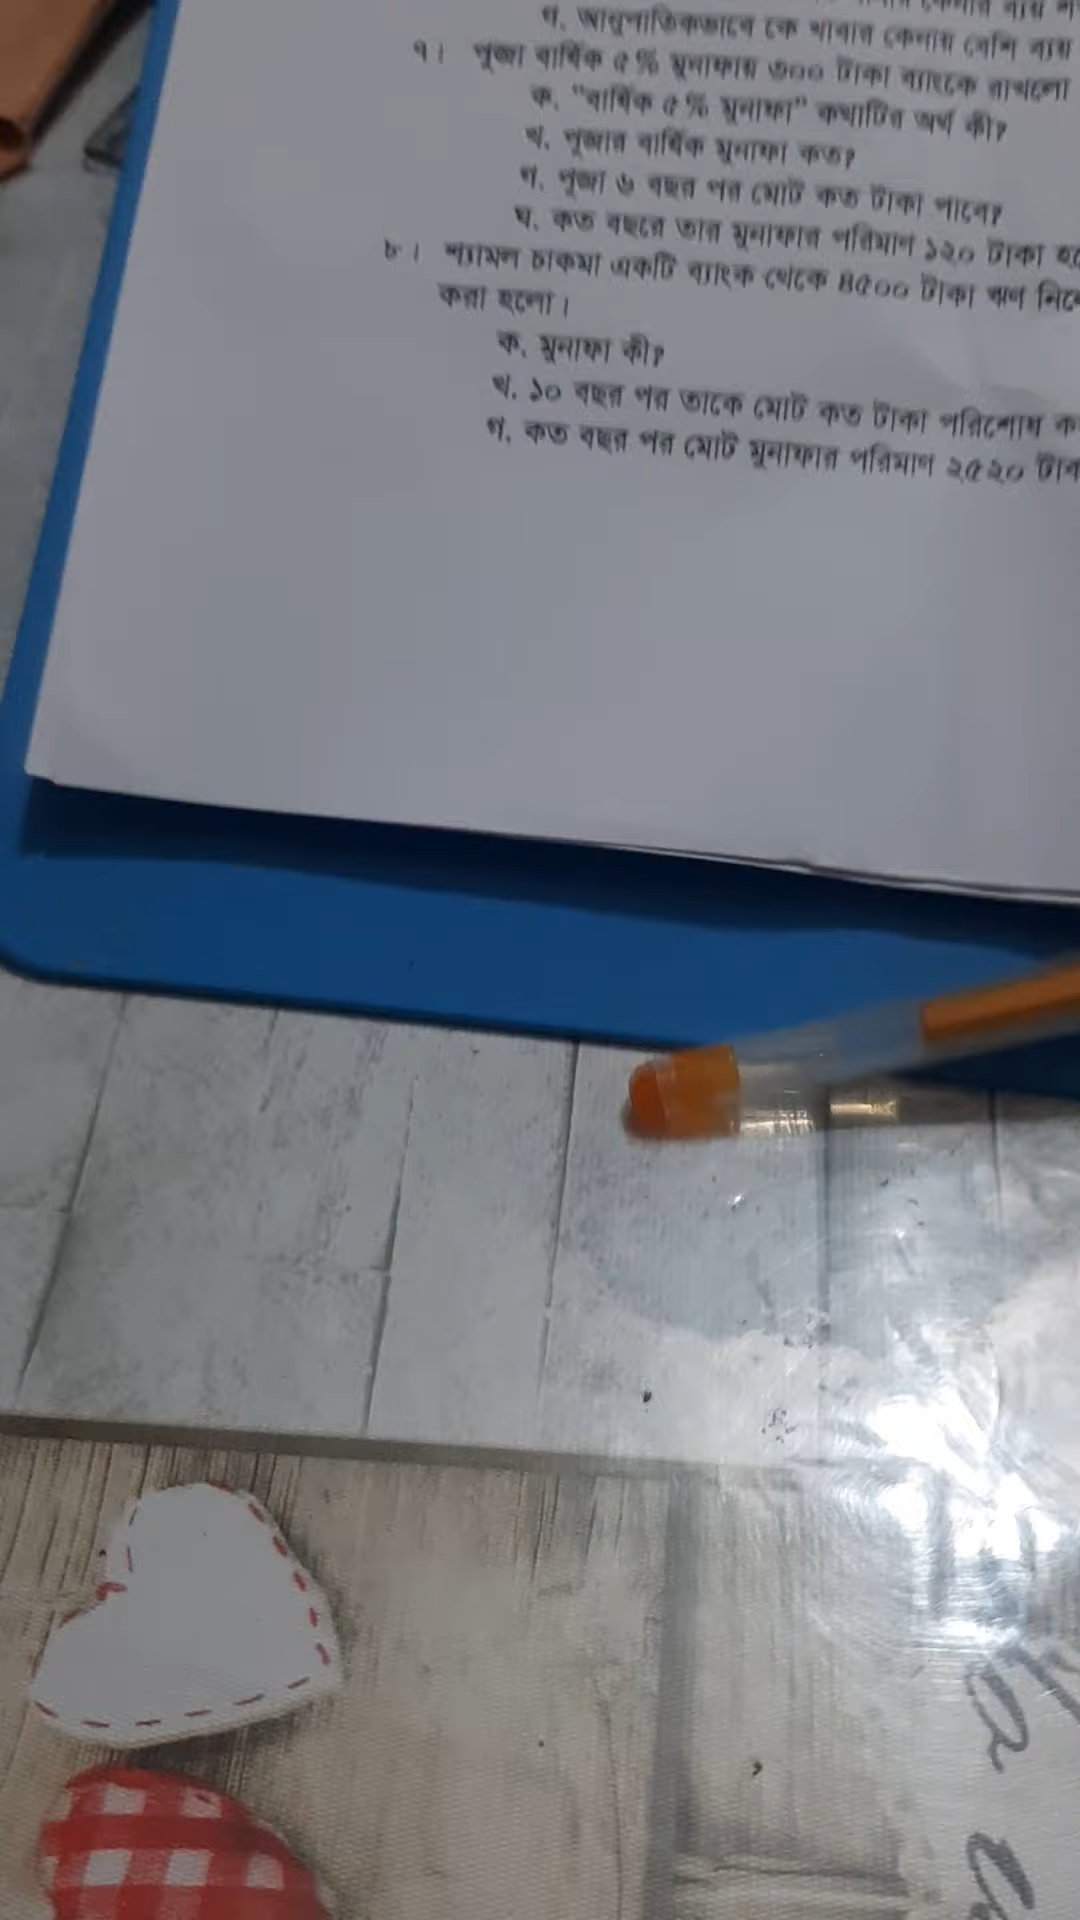 গ. আনুপাতিকভাবে কে খাবার কেনায় বেশি ব্যয়
৭। পূজা বার্ষিক ৫% মুনাফায় ৩০০ টাকা ব্যাংকে রাখলো
ক. "বার্ষিক ৫% মুনাফা" কথাটির অর্থ কী?
খ. পূজার বার্ষিক মুনাফা কত?
গ. পূজা ৬ বছর পর মোট কত টাকা পাবে?
ঘ. কত বছরে তার মুনাফার পরিমাণ ১২০ টাকা
৮। শ্যামল চাকমা একটি ব্যাংক থেকে ৪৫০০ টাকা ঋণ
করা হলো।
ক. মুনাফা কী?
খ. ১০ বছর পর তাকে মোট কত টাকা পরিশোধ
গ. কত বছর পর মোট মুনাফার পরিমাণ ২৫২০